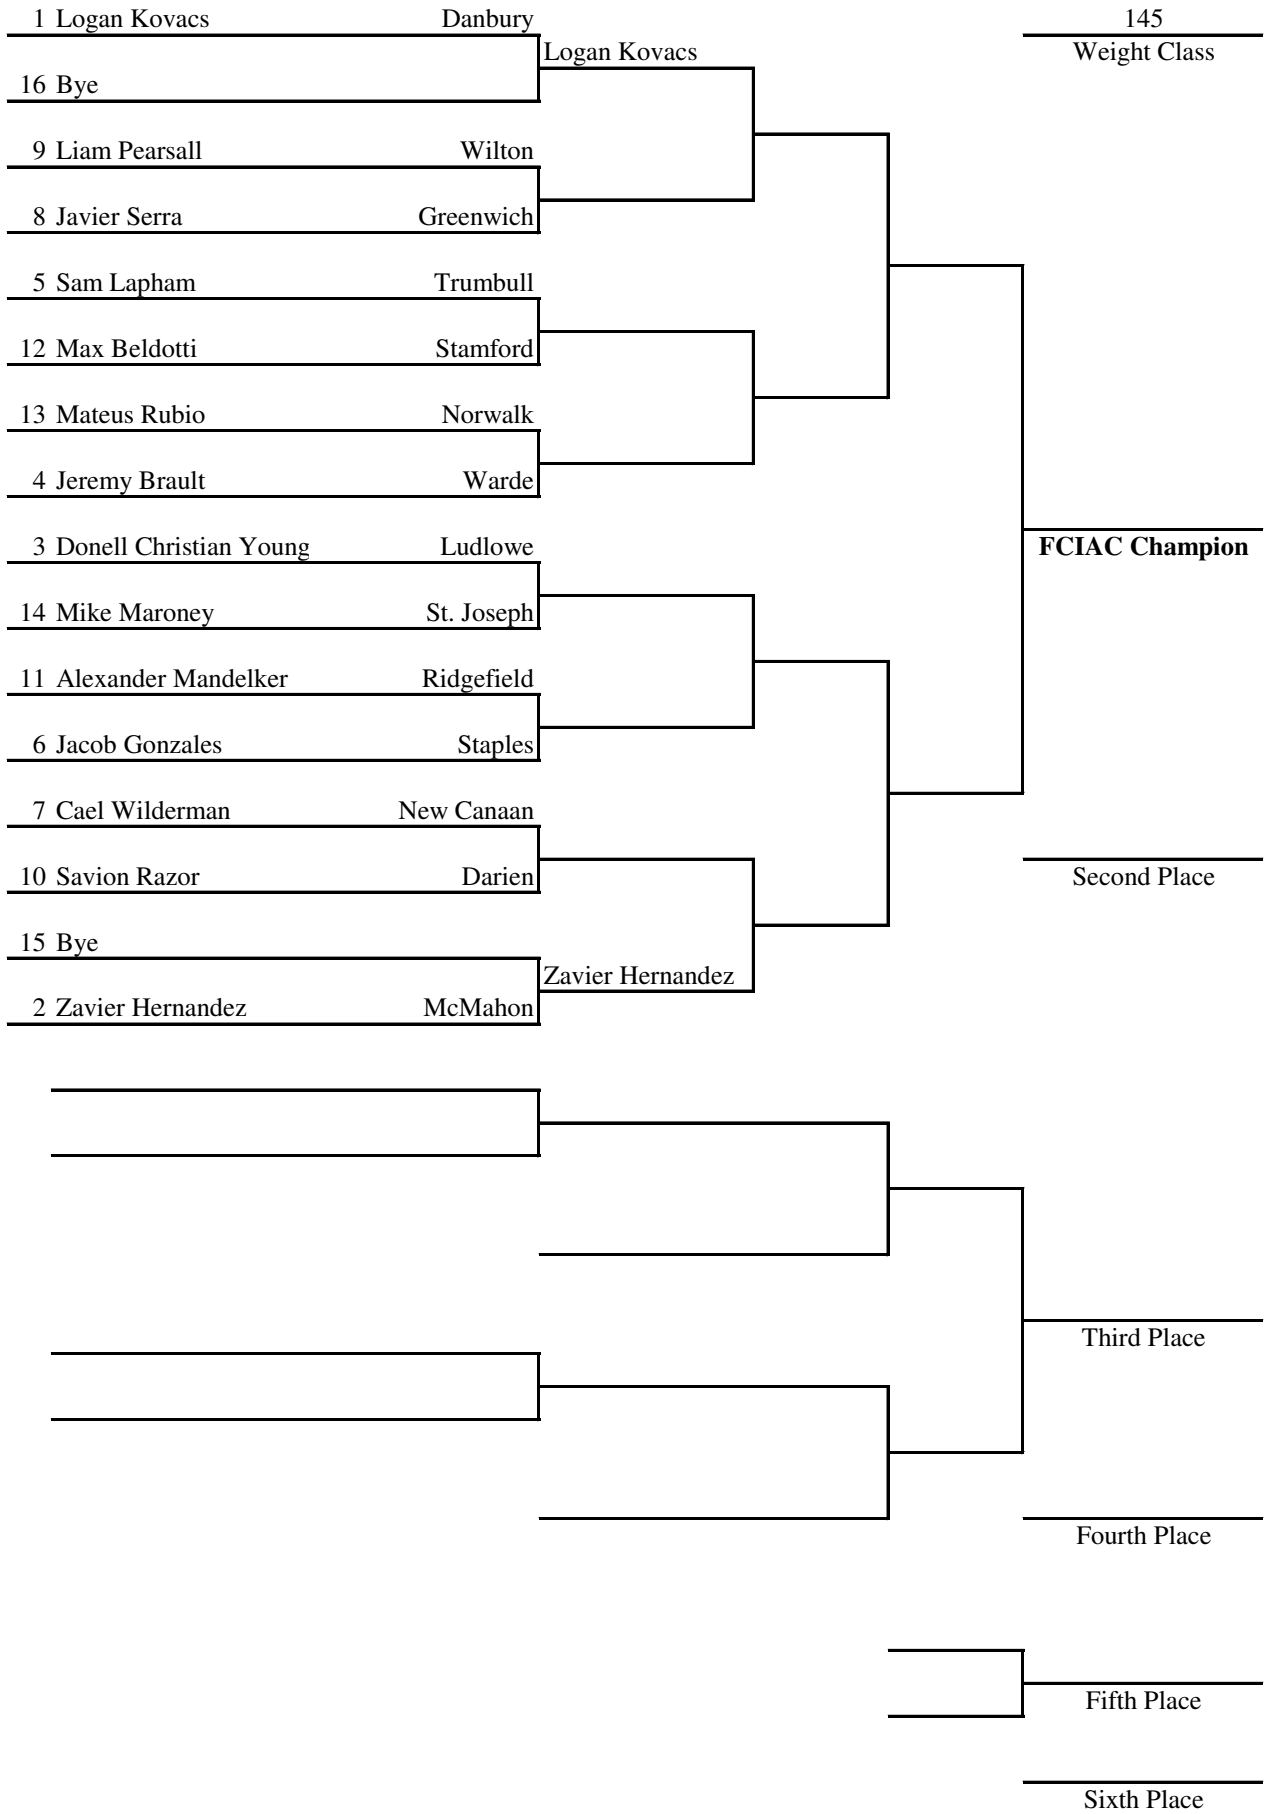 1 Logan Kovacs Danbury 145
Logan Kovacs Weight Class
16 Bye
9 Liam Pearsall Wilton
8 Javier Serra Greenwich
5 Sam Lapham Trumbull
12 Max Beldotti Stamford
13 Mateus Rubio Norwalk
4 Jeremy Brault Warde
3 Donell Christian Young Ludlowe
FCIAC Champion
14 Mike Maroney St. Joseph
11 Alexander Mandelker Ridgefield
6 Jacob Gonzales Staples
7 Cael Wilderman New Canaan
10 Savion Razor Darien
Second Place
15 Bye
Zavier Hernandez
2 Zavier Hernandez McMahon
Third Place
Fourth Place
Fifth Place
Sixth Place